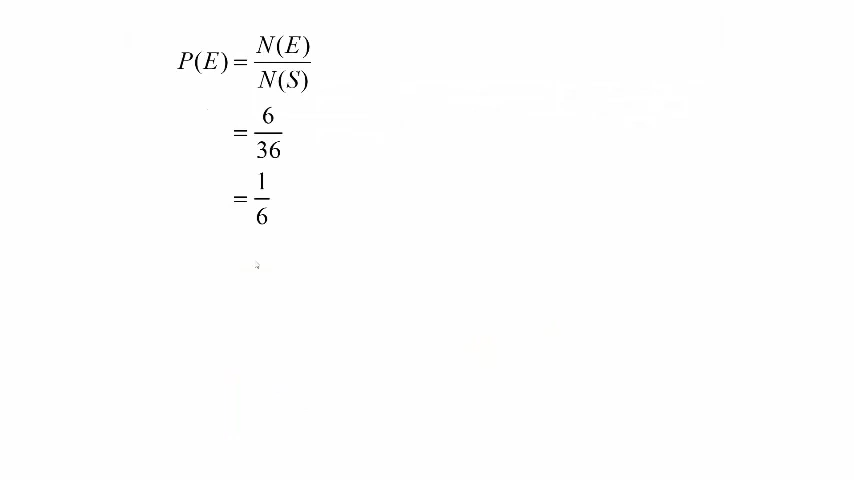 P(E) = N(E)/N(S)
= 6/36
= 1/6